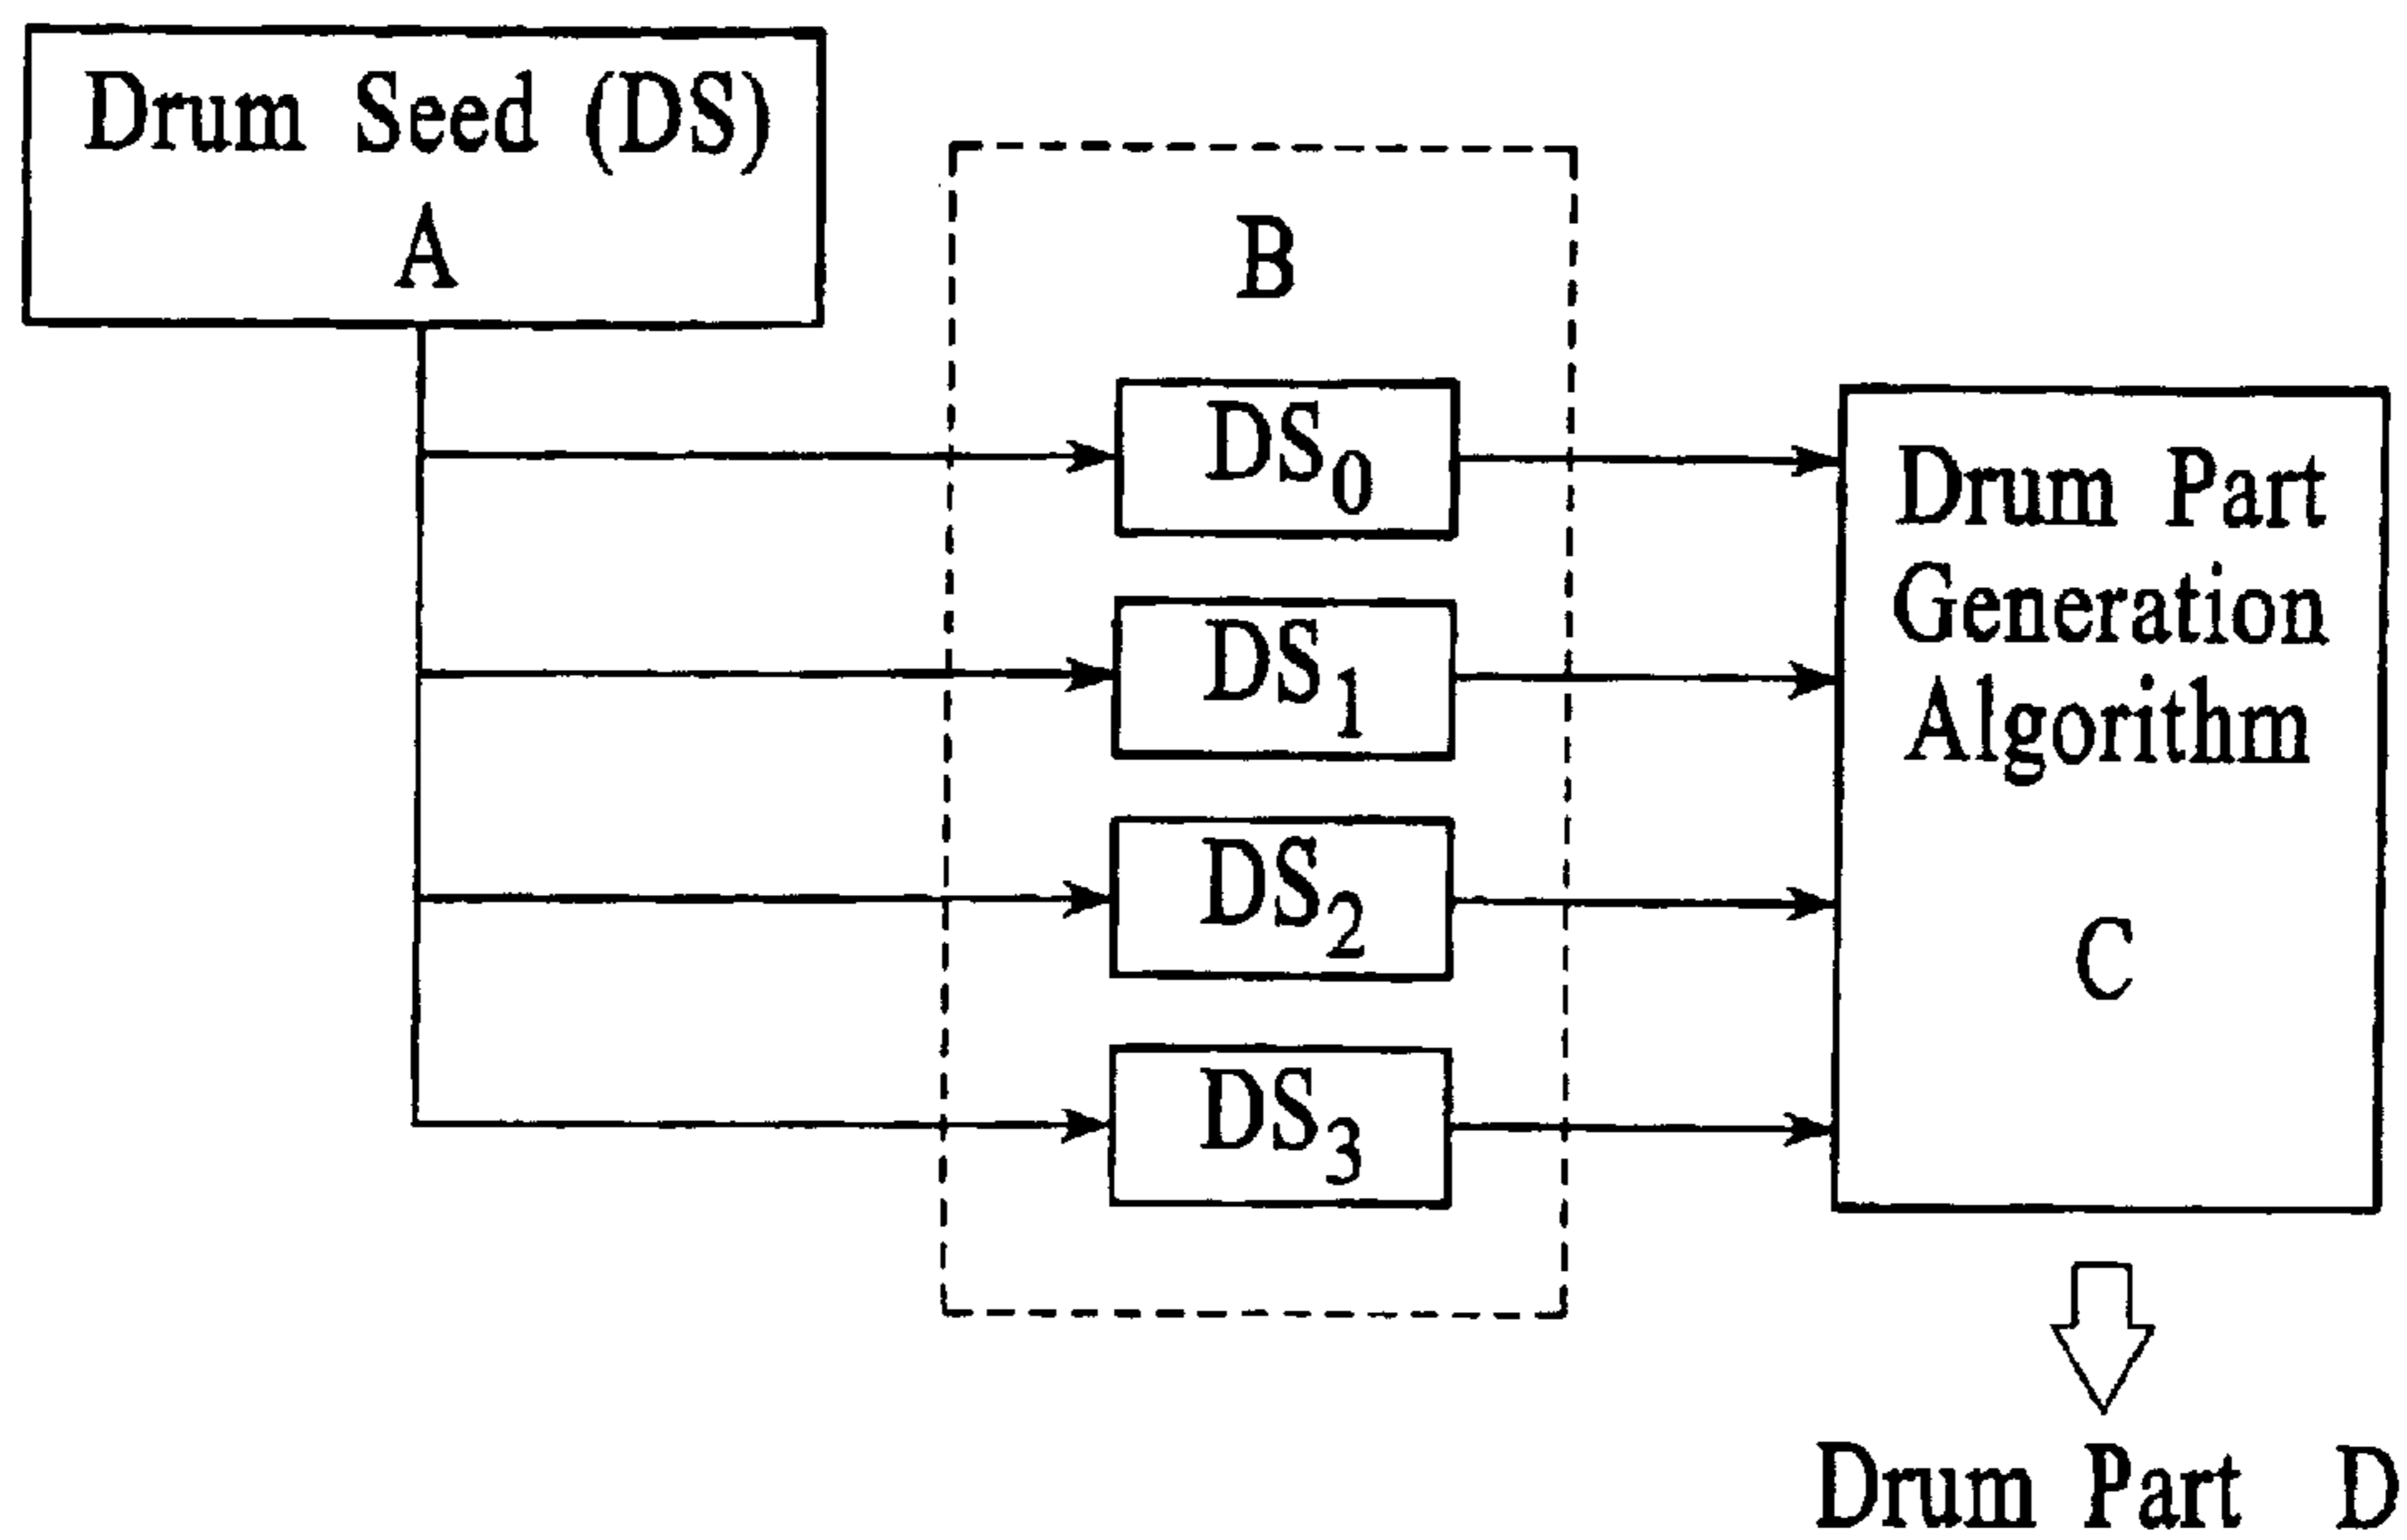 Drum Seed (DS)
A
B
DS0
DS1
DS2
DS3
Drum Part
Generation
Algorithm
C
Drum Part D